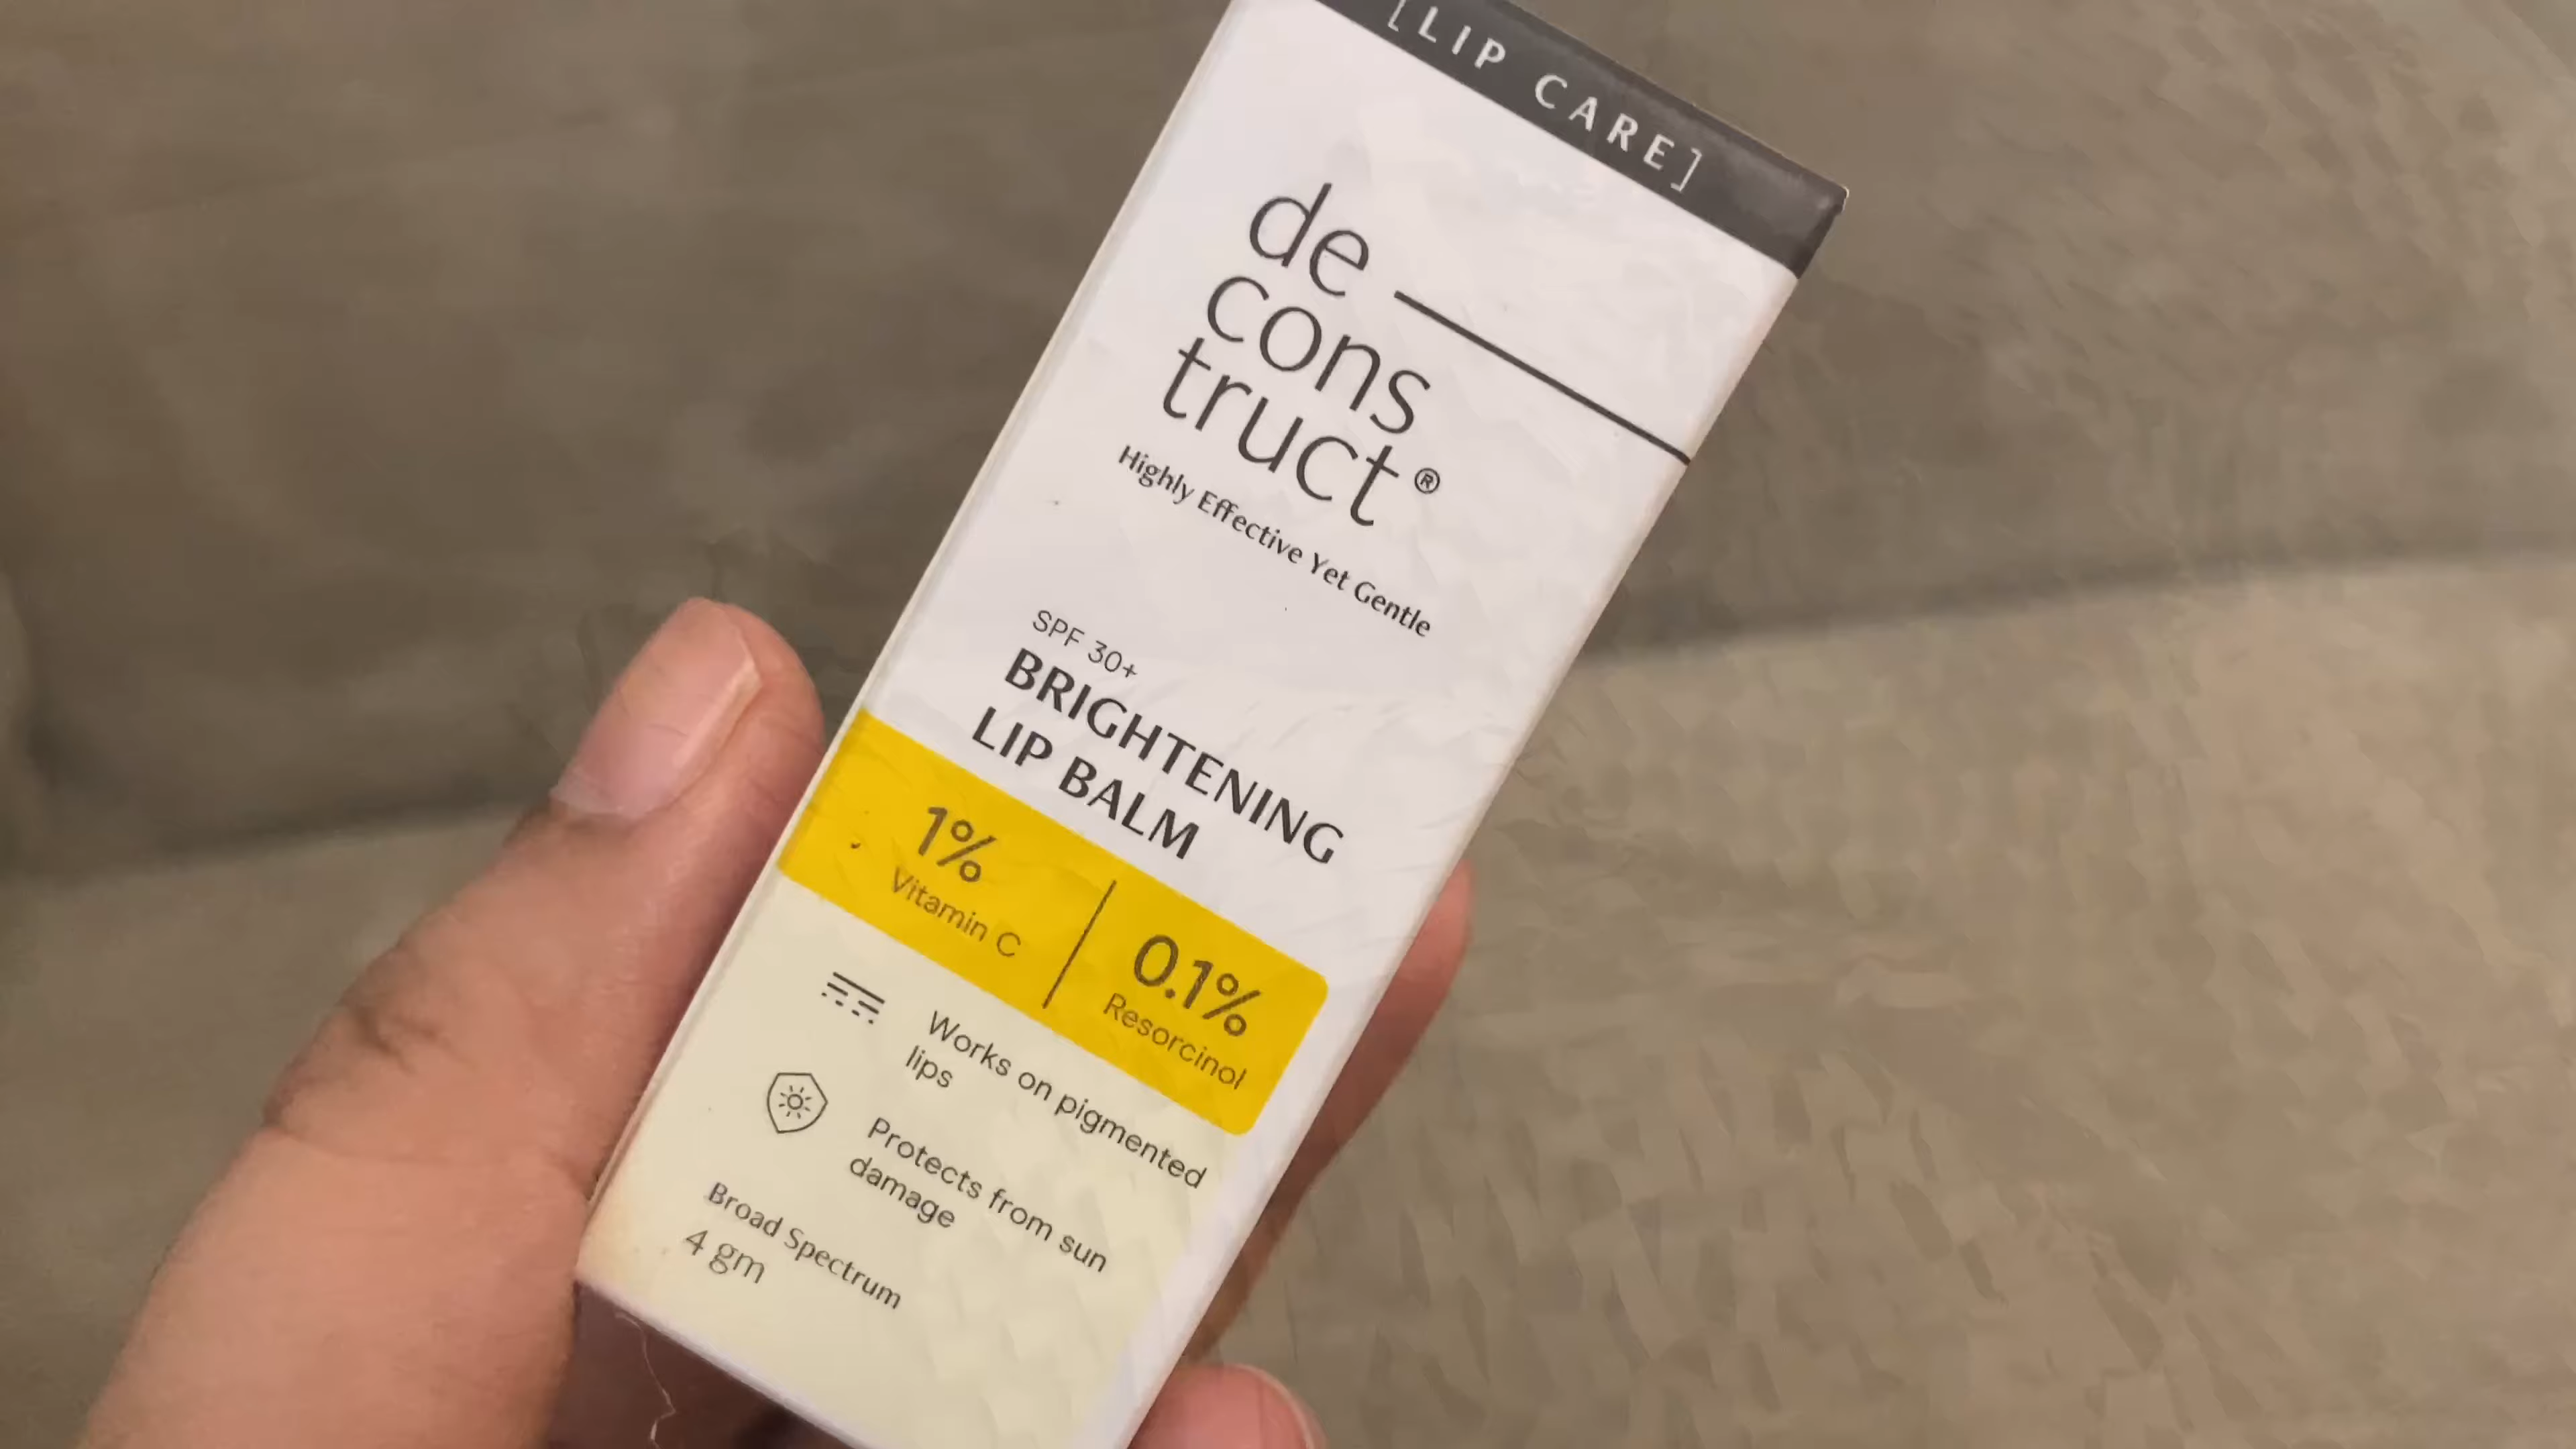 [LIP CARE]
de
cons
truct®
Highly Effective Yet Gentle
SPF 30+
BRIGHTENING
LIP BALM
1%
Vitamin C
0.1%
Resorcinol
Works on pigmented
lips
Protects from sun
damage
Broad Spectrum
4 gm